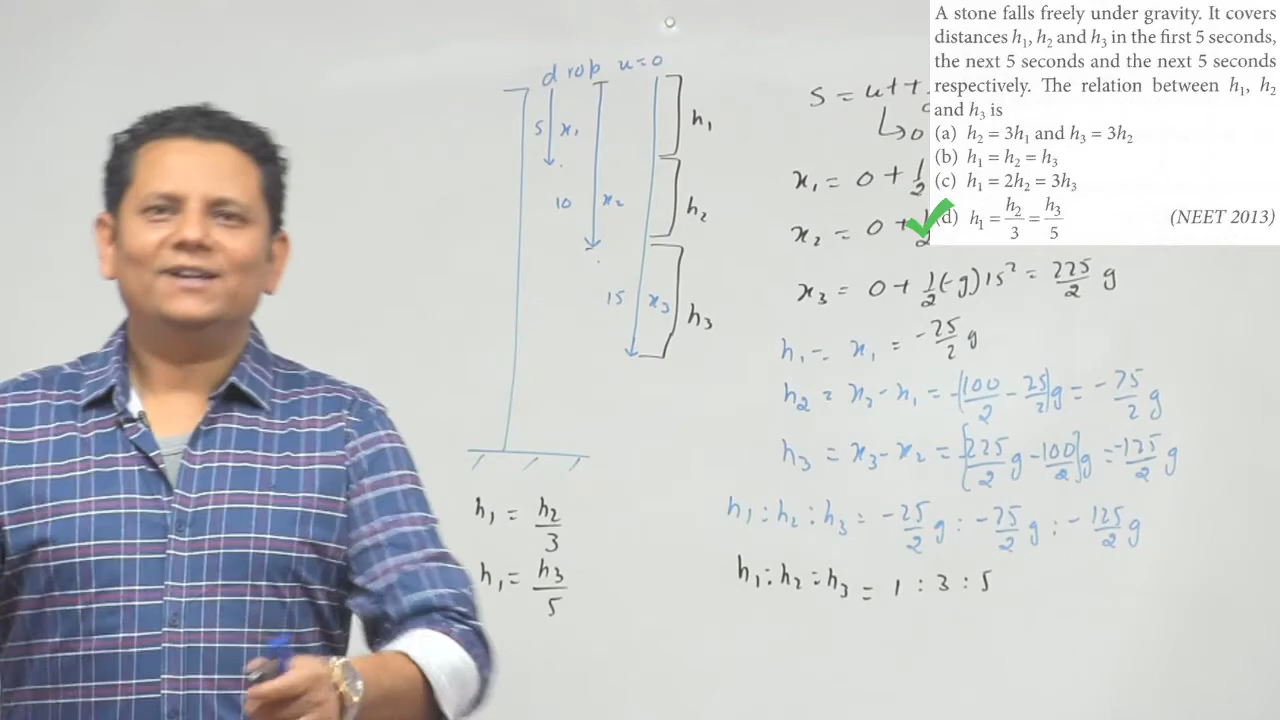 A stone falls freely under gravity. It covers
distances h₁, h₂ and h₃ in the first 5 seconds,
the next 5 seconds and the next 5 seconds
respectively. The relation between h₁, h₂
and h₃ is
(a) h₂ = 3h₁ and h₃ = 3h₂
(b) h₁ = h₂ = h₃
(c) h₁ = 2h₂ = 3h₃
(d) h₁ = h₂/3 = h₃/5 (NEET 2013)
drop u=0
5 x₁
10 x₂
15 x₃
h₁
h₂
h₃
S = ut +
↳0
x₁ = 0 + 1/2
x₂ = 0 + 1/2
x₃ = 0 + 1/2 (-g) 15² = 225/2 g
h₁ = x₁ = -25/2 g
h₂ = x₂ - x₁ = -[100/2 - 25/2]g = -75/2 g
h₃ = x₃ - x₂ = -[225/2 g - 100/2]g = -125/2 g
h₁ : h₂ : h₃ = -25/2 g : -75/2 g : -125/2 g
h₁ : h₂ : h₃ = 1 : 3 : 5
h₁ = h₂/3
h₁ = h₃/5